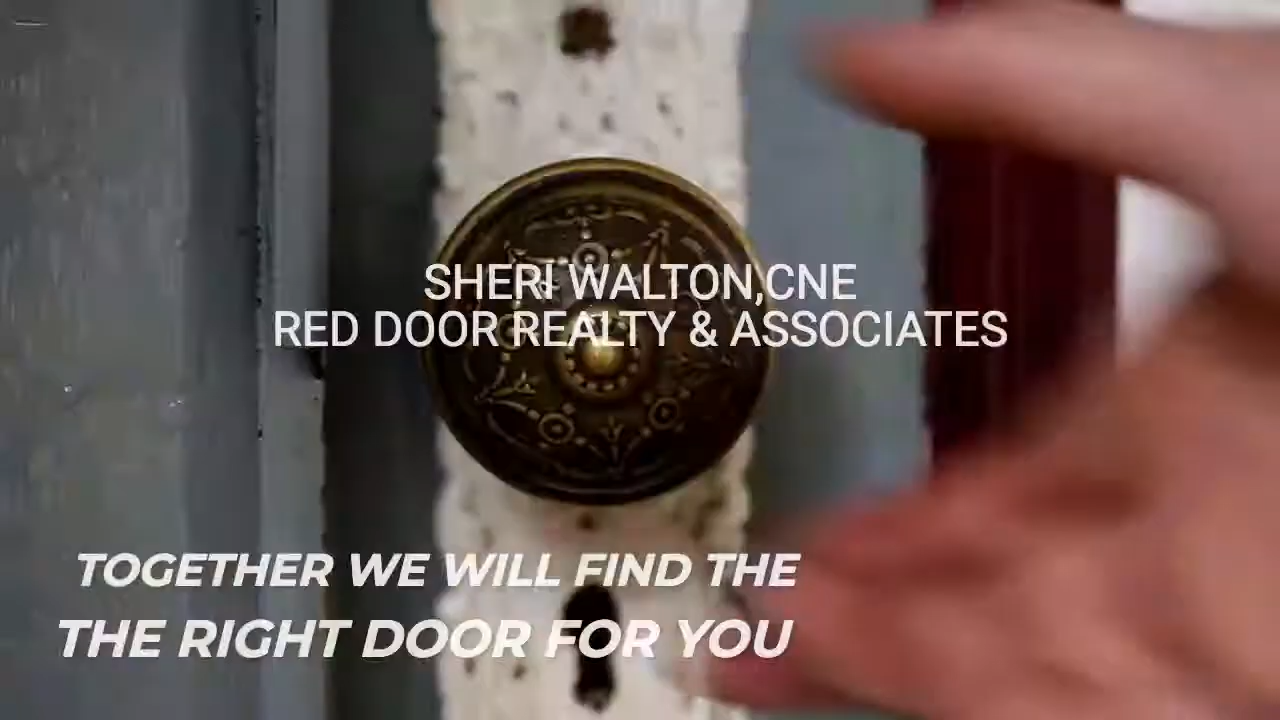 SHERI WALTON,CNE
RED DOOR REALTY & ASSOCIATES
TOGETHER WE WILL FIND THE
THE RIGHT DOOR FOR YOU